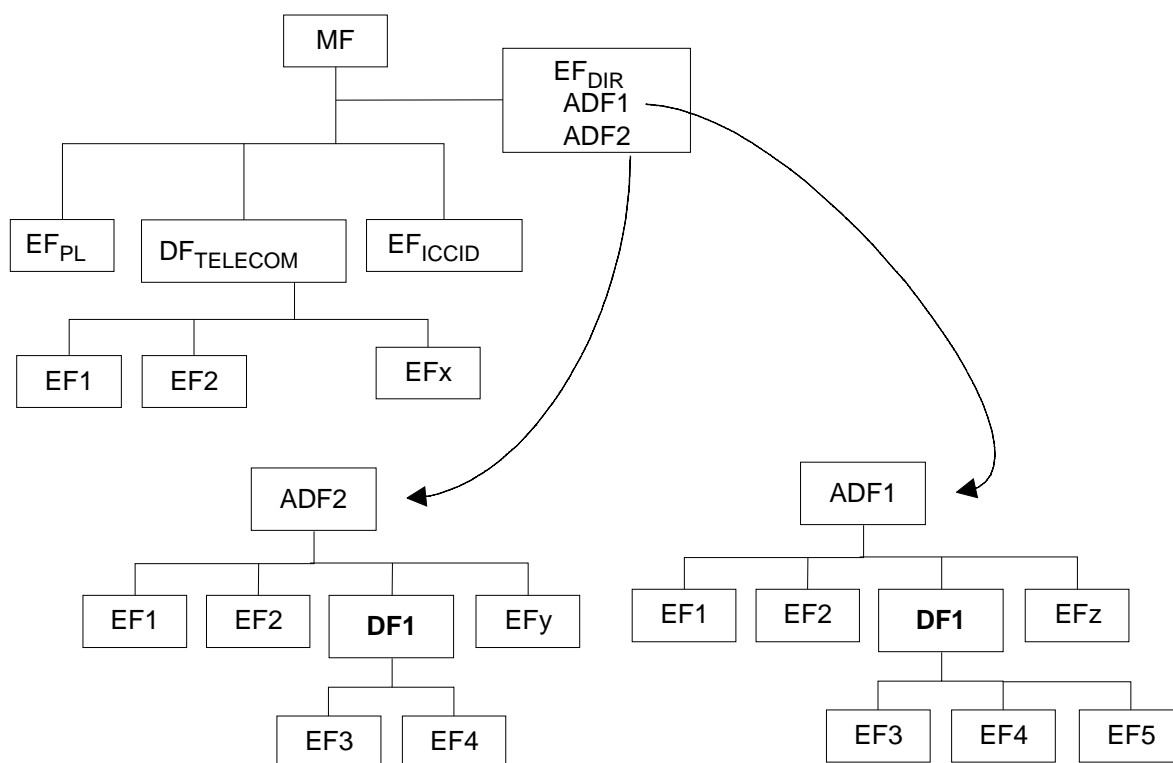 MF
EF_DIR
ADF1
ADF2
EF_PL
DF_TELECOM
EF_ICCID
EF1
EF2
EFx
ADF2
ADF1
EF1
EF2
DF1
EFy
EF1
EF2
DF1
EFz
EF3
EF4
EF3
EF4
EF5